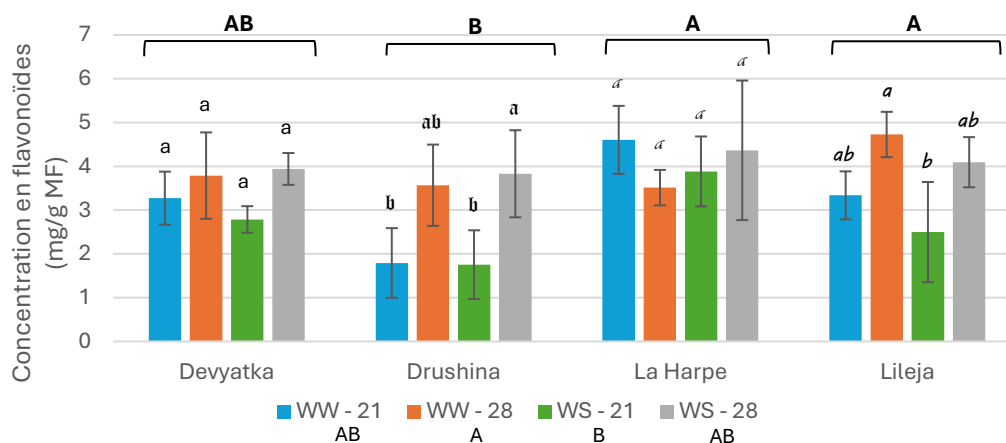 Concentration en flavonoïdes
(mg/g MF)
7
6
5
4
3
2
1
0
AB B A A
a a a a
b ab b a
a a a a
ab a b ab
Devyatka Drushina La Harpe Lileja
WW - 21 WW - 28 WS - 21 WS - 28
AB A B AB